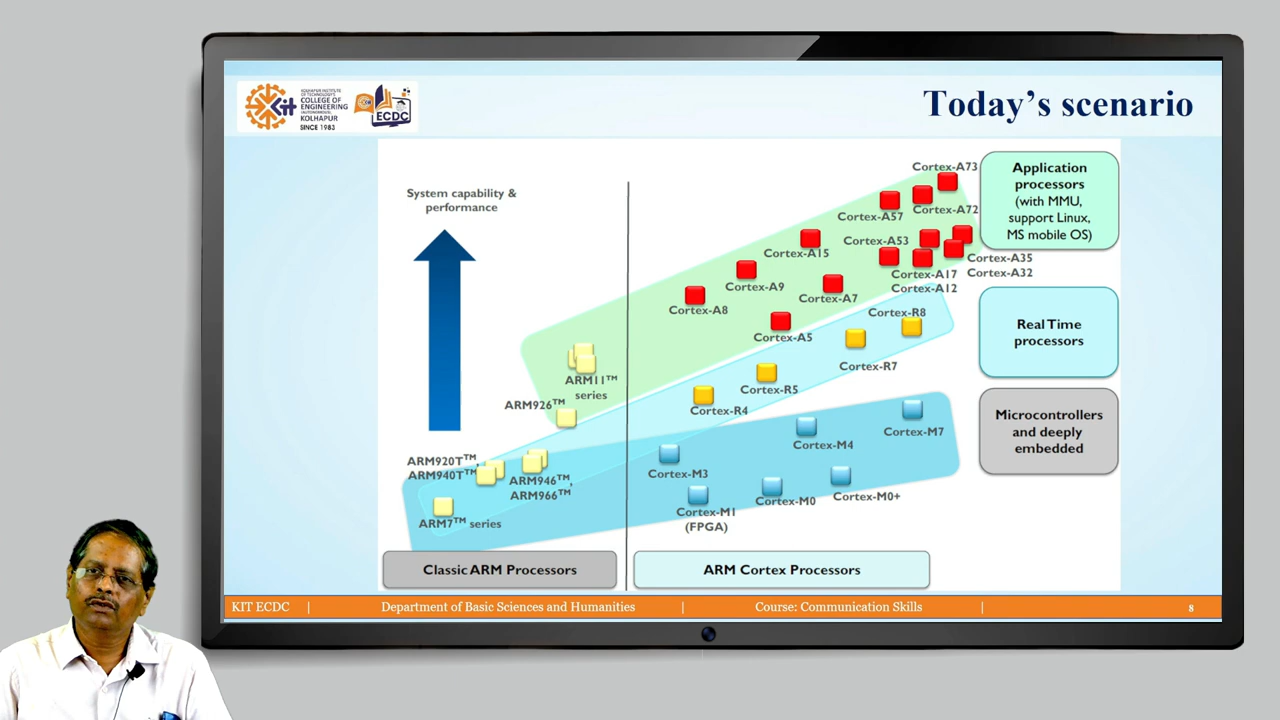 KOLHAPUR INSTITUTE
OF TECHNOLOGY'S
COLLEGE OF
ENGINEERING
(AUTONOMOUS)
KOLHAPUR
SINCE 1983
Kit
ECDC
Today's scenario
System capability &
performance
Cortex-A73
Cortex-A72
Cortex-A57
Cortex-A53
Cortex-A15
Cortex-A35
Cortex-A32
Cortex-A17
Cortex-A12
Cortex-A9
Cortex-A7
Cortex-A8
Cortex-A5
Cortex-R8
Cortex-R7
Cortex-R5
Cortex-R4
ARM11™
series
ARM926™
ARM920T™,
ARM940T™
ARM946™,
ARM966™
ARM7™ series
Cortex-M7
Cortex-M4
Cortex-M3
Cortex-M0+
Cortex-M0
Cortex-M1
(FPGA)
Application
processors
(with MMU,
support Linux,
MS mobile OS)
Real Time
processors
Microcontrollers
and deeply
embedded
Classic ARM Processors
ARM Cortex Processors
KIT ECDC | Department of Basic Sciences and Humanities | Course: Communication Skills | 8